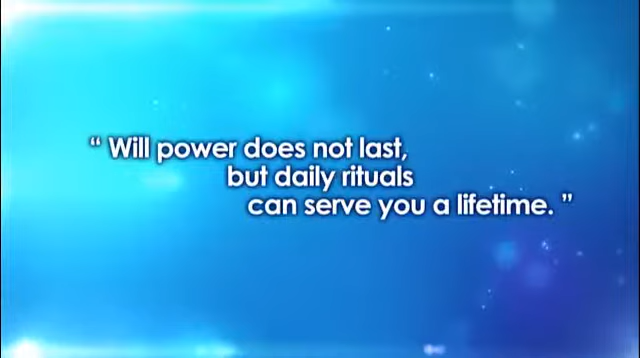 “ Will power does not last,
but daily rituals
can serve you a lifetime. ”